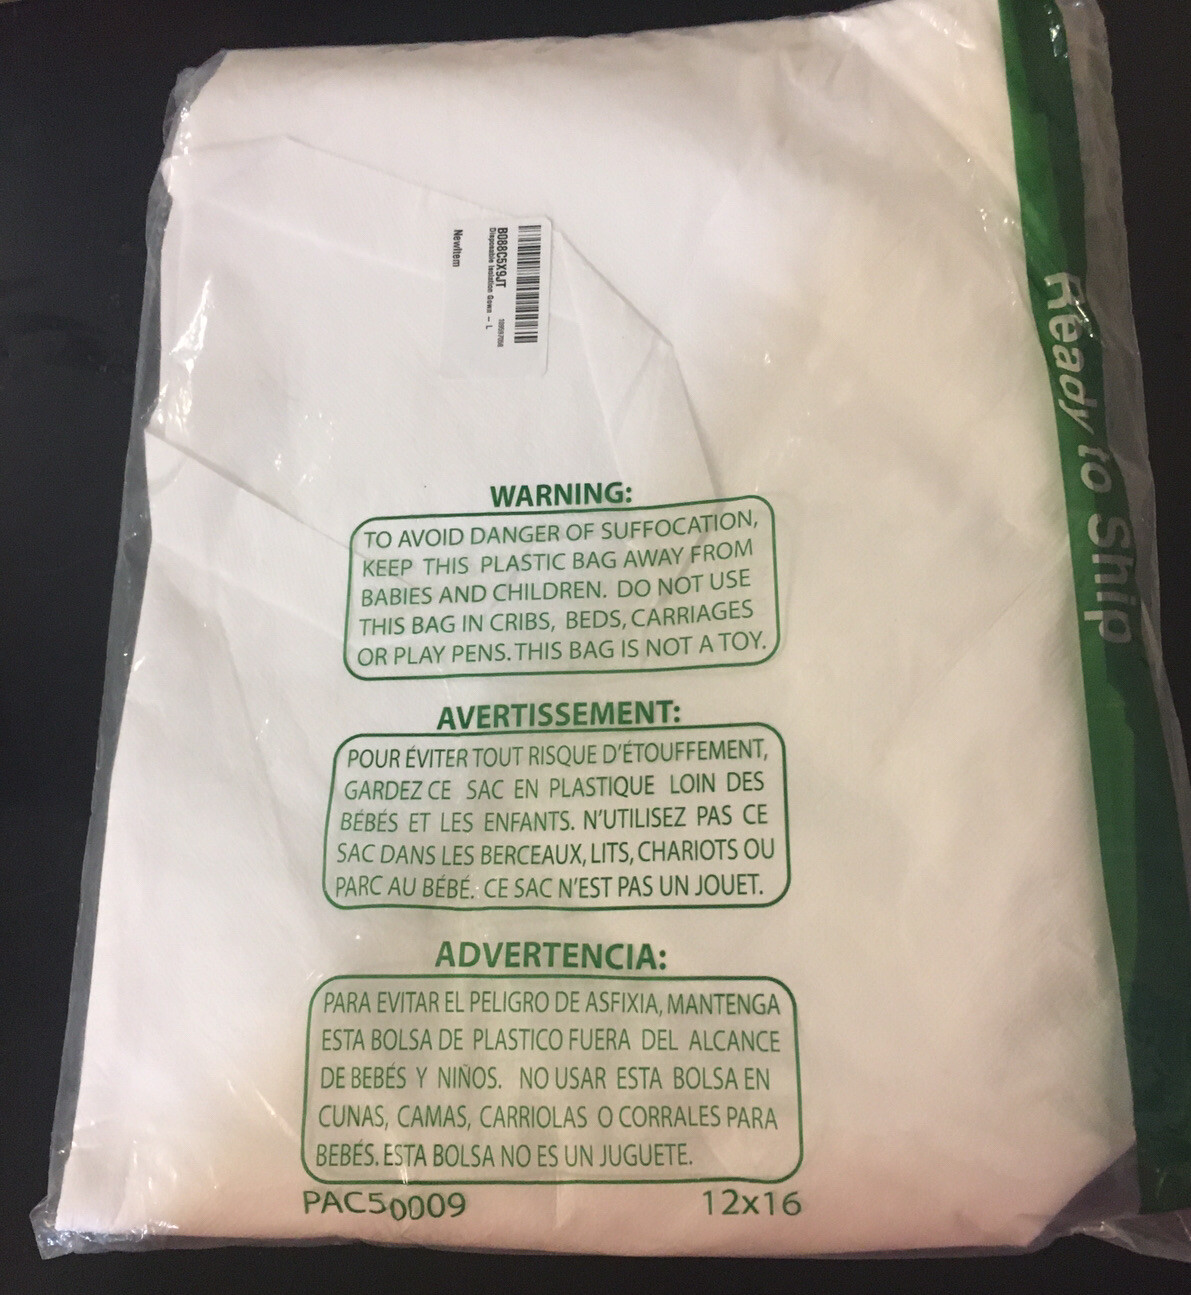 B088C5X9JT
Disposable Isolation Gown -- L
NewItem
Ready to Ship
WARNING:
TO AVOID DANGER OF SUFFOCATION,
KEEP THIS PLASTIC BAG AWAY FROM
BABIES AND CHILDREN. DO NOT USE
THIS BAG IN CRIBS, BEDS, CARRIAGES
OR PLAY PENS. THIS BAG IS NOT A TOY.
AVERTISSEMENT:
POUR ÉVITER TOUT RISQUE D'ÉTOUFFEMENT,
GARDEZ CE SAC EN PLASTIQUE LOIN DES
BÉBÉS ET LES ENFANTS. N'UTILISEZ PAS CE
SAC DANS LES BERCEAUX, LITS, CHARIOTS OU
PARC AU BÉBÉ. CE SAC N'EST PAS UN JOUET.
ADVERTENCIA:
PARA EVITAR EL PELIGRO DE ASFIXIA, MANTENGA
ESTA BOLSA DE PLASTICO FUERA DEL ALCANCE
DE BEBÉS Y NIÑOS. NO USAR ESTA BOLSA EN
CUNAS, CAMAS, CARRIOLAS O CORRALES PARA
BEBÉS. ESTA BOLSA NO ES UN JUGUETE.
PAC50009 12x16